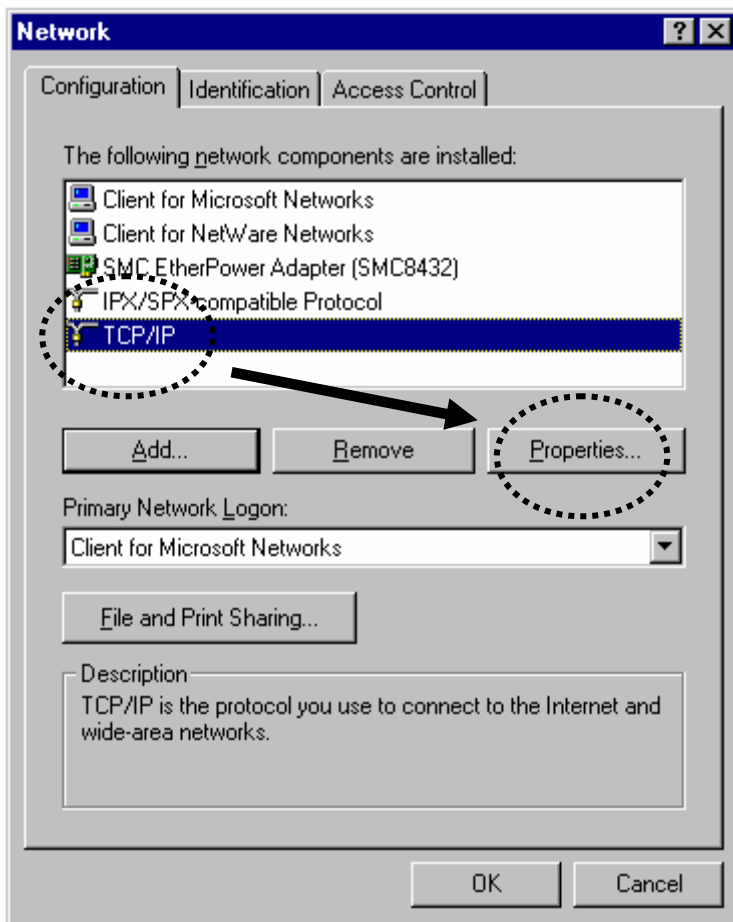 Network
Configuration Identification Access Control
The following network components are installed:
Client for Microsoft Networks
Client for NetWare Networks
SMC EtherPower Adapter (SMC8432)
IPX/SPX-compatible Protocol
TCP/IP
Add... Remove Properties...
Primary Network Logon:
Client for Microsoft Networks
File and Print Sharing...
Description
TCP/IP is the protocol you use to connect to the Internet and
wide-area networks.
OK Cancel